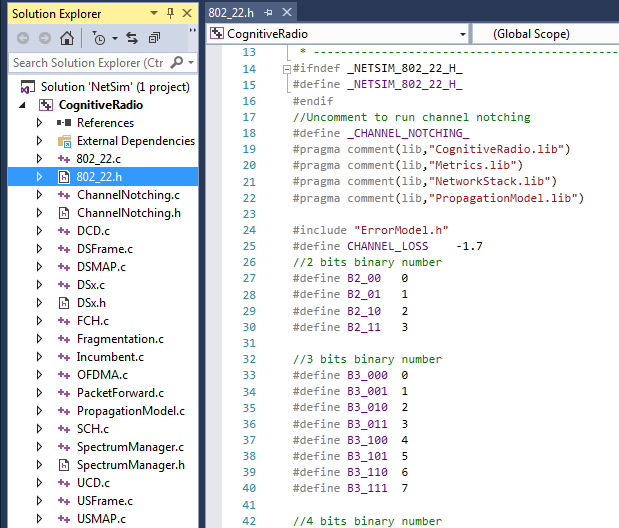 Solution Explorer
Search Solution Explorer (Ctr
Solution 'NetSim' (1 project)
CognitiveRadio
References
External Dependencies
802_22.c
802_22.h
ChannelNotching.c
ChannelNotching.h
DCD.c
DSFrame.c
DSMAP.c
DSx.c
DSx.h
FCH.c
Fragmentation.c
Incumbent.c
OFDMA.c
PacketForward.c
PropagationModel.c
SCH.c
SpectrumManager.c
SpectrumManager.h
UCD.c
USFrame.c
USMAP.c
802_22.h
CognitiveRadio
(Global Scope)
13 * ---------------------------------------------
14 #ifndef _NETSIM_802_22_H_
15 #define _NETSIM_802_22_H_
16 #endif
17 //Uncomment to run channel notching
18 #define _CHANNEL_NOTCHING_
19 #pragma comment(lib,"CognitiveRadio.lib")
20 #pragma comment(lib,"Metrics.lib")
21 #pragma comment(lib,"NetworkStack.lib")
22 #pragma comment(lib,"PropagationModel.lib")
23
24 #include "ErrorModel.h"
25 #define CHANNEL_LOSS    -1.7
26 //2 bits binary number
27 #define B2_00   0
28 #define B2_01   1
29 #define B2_10   2
30 #define B2_11   3
31
32 //3 bits binary number
33 #define B3_000  0
34 #define B3_001  1
35 #define B3_010  2
36 #define B3_011  3
37 #define B3_100  4
38 #define B3_101  5
39 #define B3_110  6
40 #define B3_111  7
41
42 //4 bits binary number